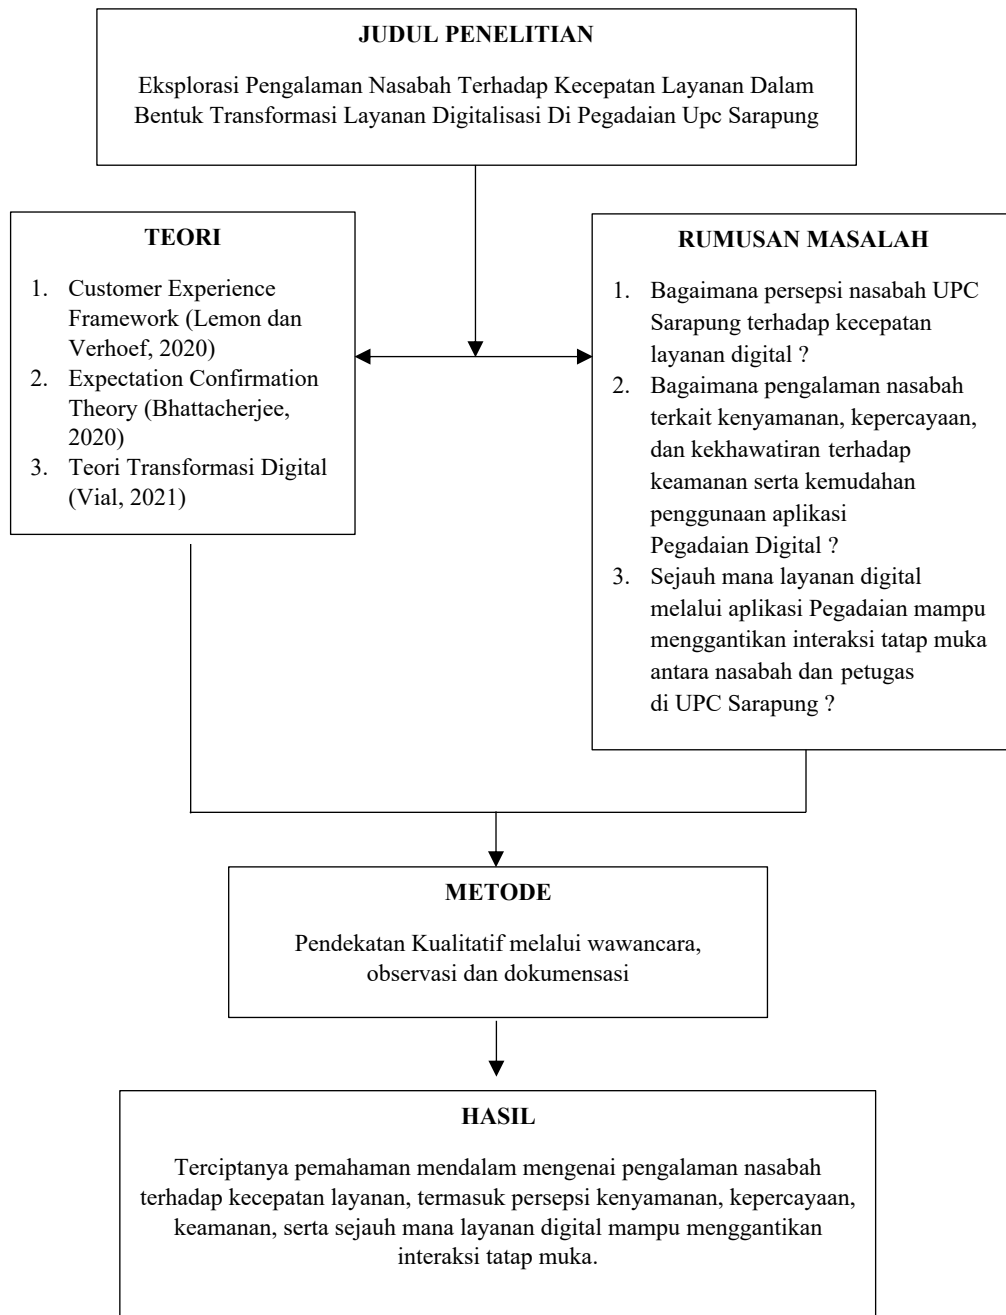 JUDUL PENELITIAN
Eksplorasi Pengalaman Nasabah Terhadap Kecepatan Layanan Dalam
Bentuk Transformasi Layanan Digitalisasi Di Pegadaian Upc Sarapung
TEORI
1. Customer Experience
Framework (Lemon dan
Verhoef, 2020)
2. Expectation Confirmation
Theory (Bhattacherjee,
2020)
3. Teori Transformasi Digital
(Vial, 2021)
RUMUSAN MASALAH
1. Bagaimana persepsi nasabah UPC
Sarapung terhadap kecepatan
layanan digital ?
2. Bagaimana pengalaman nasabah
terkait kenyamanan, kepercayaan,
dan kekhawatiran terhadap
keamanan serta kemudahan
penggunaan aplikasi
Pegadaian Digital ?
3. Sejauh mana layanan digital
melalui aplikasi Pegadaian mampu
menggantikan interaksi tatap muka
antara nasabah dan petugas
di UPC Sarapung ?
METODE
Pendekatan Kualitatif melalui wawancara,
observasi dan dokumensasi
HASIL
Terciptanya pemahaman mendalam mengenai pengalaman nasabah
terhadap kecepatan layanan, termasuk persepsi kenyamanan, kepercayaan,
keamanan, serta sejauh mana layanan digital mampu menggantikan
interaksi tatap muka.